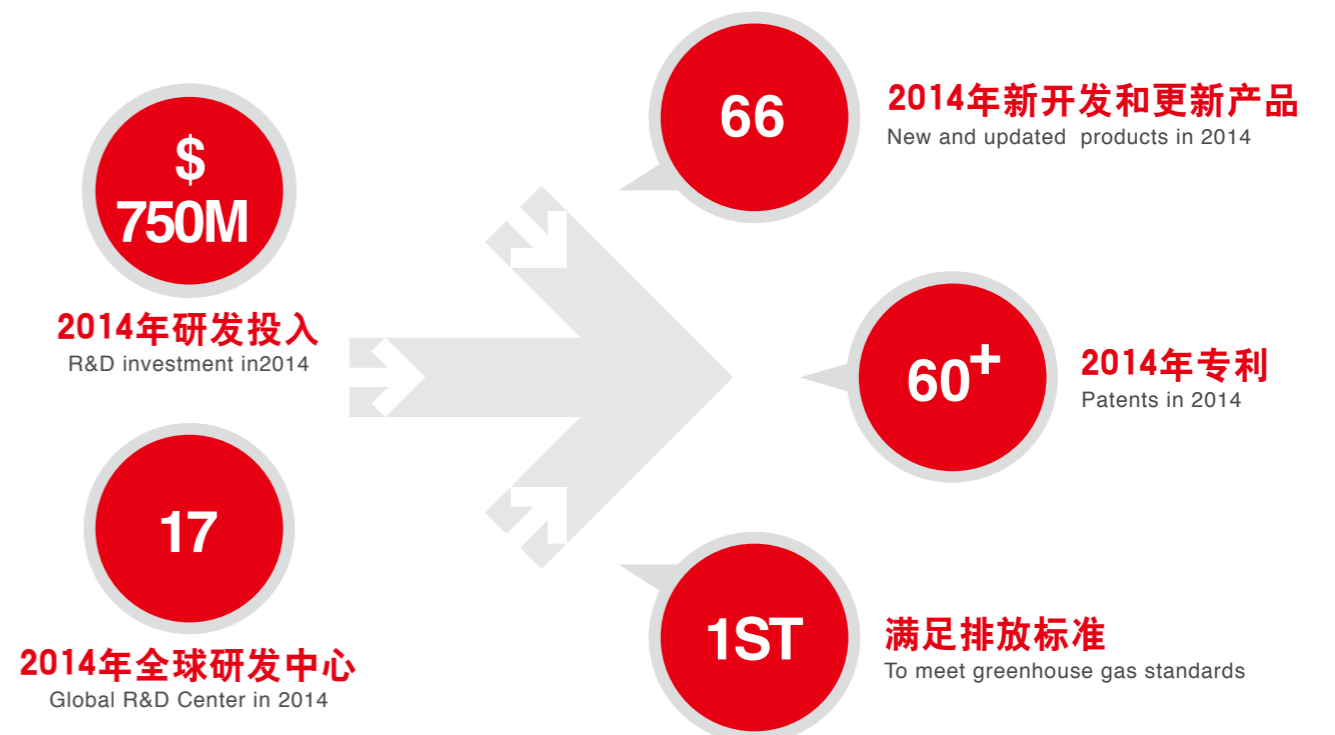 $
750M
2014年研发投入
R&D investment in2014
17
2014年全球研发中心
Global R&D Center in 2014
66
2014年新开发和更新产品
New and updated products in 2014
60+
2014年专利
Patents in 2014
1ST
满足排放标准
To meet greenhouse gas standards